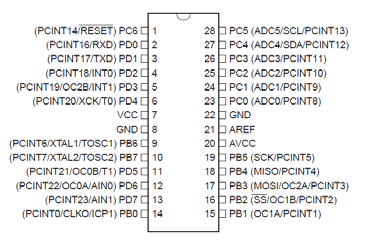 (PCINT14/RESET) PC6 1 28 PC5 (ADC5/SCL/PCINT13)
(PCINT16/RXD) PD0 2 27 PC4 (ADC4/SDA/PCINT12)
(PCINT17/TXD) PD1 3 26 PC3 (ADC3/PCINT11)
(PCINT18/INT0) PD2 4 25 PC2 (ADC2/PCINT10)
(PCINT19/OC2B/INT1) PD3 5 24 PC1 (ADC1/PCINT9)
(PCINT20/XCK/T0) PD4 6 23 PC0 (ADC0/PCINT8)
VCC 7 22 GND
GND 8 21 AREF
(PCINT6/XTAL1/TOSC1) PB6 9 20 AVCC
(PCINT7/XTAL2/TOSC2) PB7 10 19 PB5 (SCK/PCINT5)
(PCINT21/OC0B/T1) PD5 11 18 PB4 (MISO/PCINT4)
(PCINT22/OC0A/AIN0) PD6 12 17 PB3 (MOSI/OC2A/PCINT3)
(PCINT23/AIN1) PD7 13 16 PB2 (SS/OC1B/PCINT2)
(PCINT0/CLKO/ICP1) PB0 14 15 PB1 (OC1A/PCINT1)